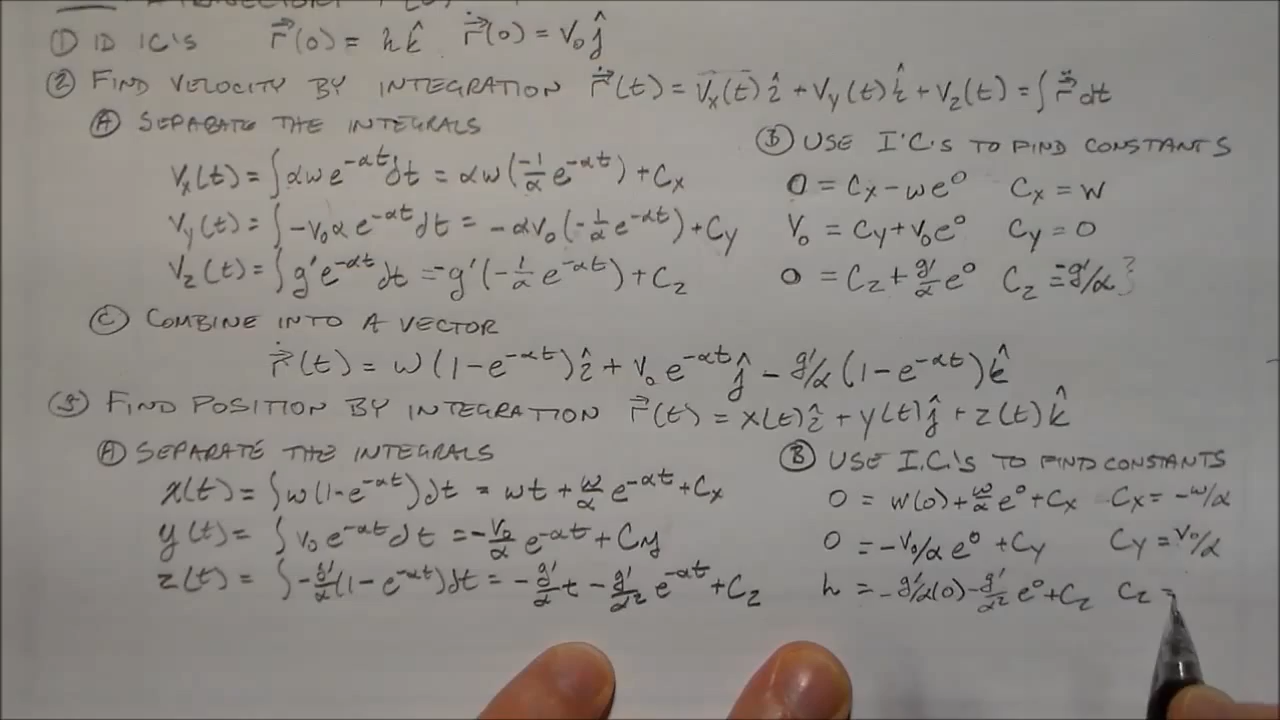 ① ID IC's r⃗(0) = hk̂ ṙ⃗(0) = V₀ĵ
② FIND VELOCITY BY INTEGRATION ṙ⃗(t) = Vx(t)î + Vy(t)k̂ + Vz(t) = ∫r̈⃗dt
Ⓐ SEPARATE THE INTEGRALS
Vx(t) = ∫αwe^-αt dt = αw(-1/α e^-αt) + Cx
Vy(t) = ∫-V₀αe^-αt dt = -αV₀(-1/α e^-αt) + Cy
Vz(t) = ∫g'e^-αt dt = -g'(-1/α e^-αt) + Cz
Ⓑ USE I.C.'S TO FIND CONSTANTS
0 = Cx - we⁰ Cx = w
V₀ = Cy + V₀e⁰ Cy = 0
0 = Cz + g'/α e⁰ Cz = -g'/α }
Ⓒ COMBINE INTO A VECTOR
ṙ⃗(t) = w(1-e^-αt)î + V₀e^-αt ĵ - g'/α(1-e^-αt)k̂
③ FIND POSITION BY INTEGRATION r⃗(t) = x(t)î + y(t)ĵ + z(t)k̂
Ⓐ SEPARATE THE INTEGRALS
x(t) = ∫w(1-e^-αt)dt = wt + w/α e^-αt + Cx
y(t) = ∫V₀e^-αt dt = -V₀/α e^-αt + Cy
z(t) = ∫-g'/α(1-e^-αt)dt = -g'/α t - g'/α² e^-αt + Cz
Ⓑ USE I.C.'S TO FIND CONSTANTS
0 = w(0) + w/α e⁰ + Cx Cx = -w/α
0 = -V₀/α e⁰ + Cy Cy = V₀/α
h = -g'/α(0) - g'/α² e⁰ + Cz Cz =